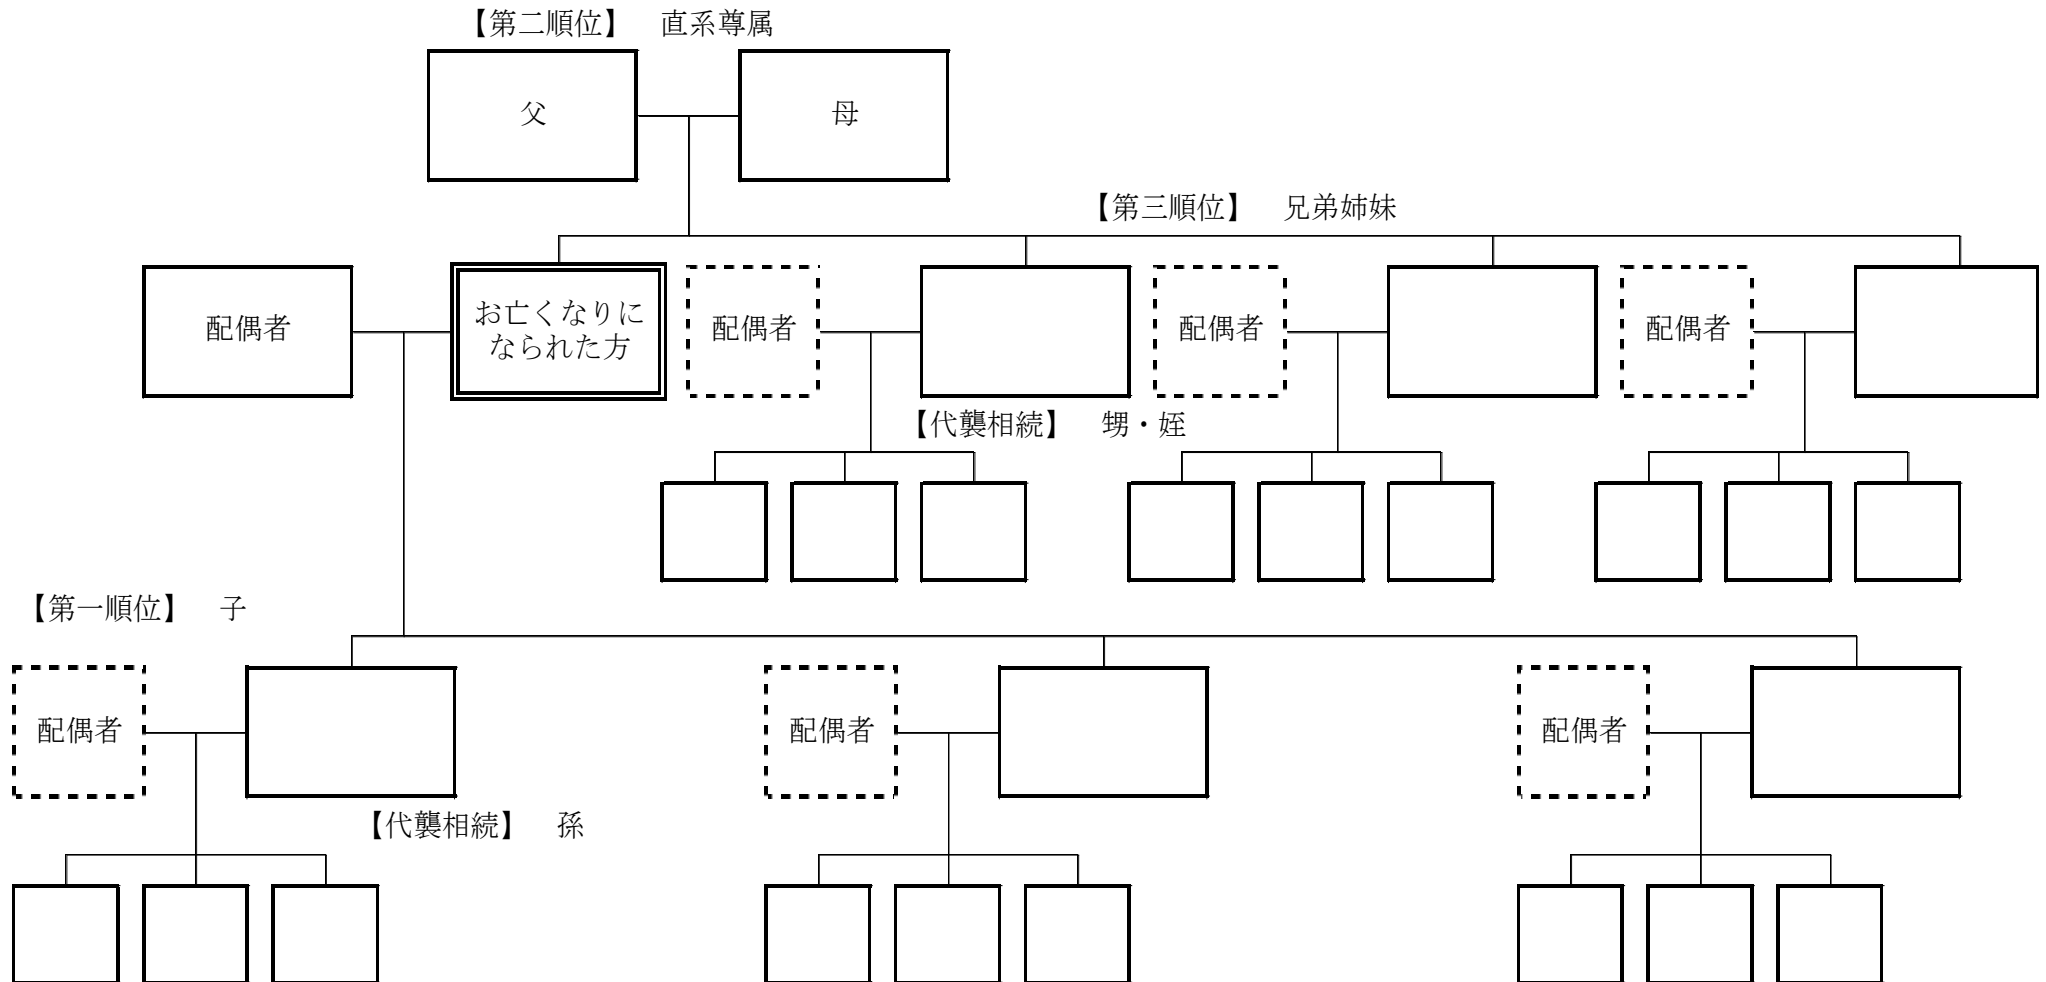 【第二順位】　直系尊属
父
母
【第三順位】　兄弟姉妹
配偶者
お亡くなりに
なられた方
配偶者
配偶者
配偶者
【代襲相続】　甥・姪
【第一順位】　子
配偶者
配偶者
配偶者
【代襲相続】　孫